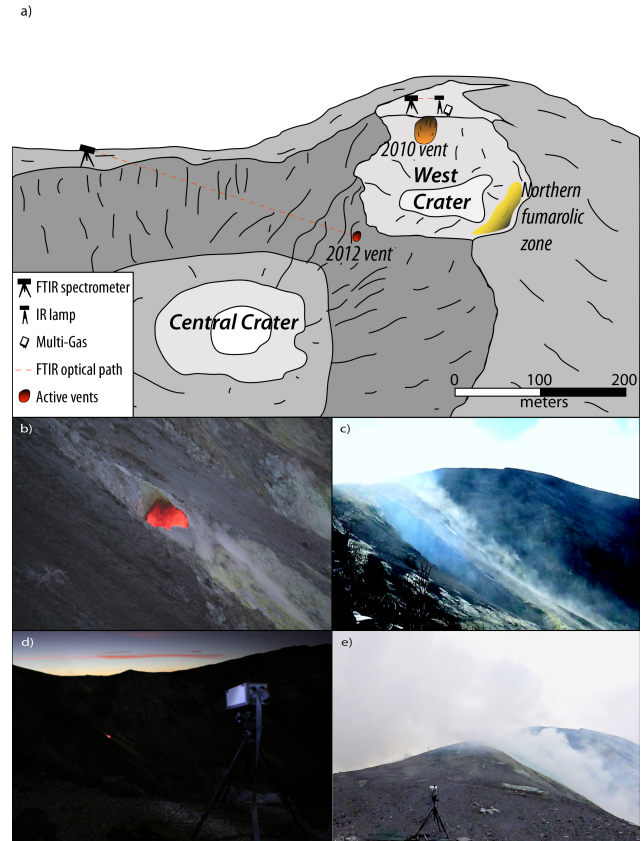 a)
2010 vent
West
Crater
Northern
fumarolic
zone
2012 vent
Central Crater
FTIR spectrometer
IR lamp
Multi-Gas
FTIR optical path
Active vents
0 100 200
meters
b)
c)
d)
e)